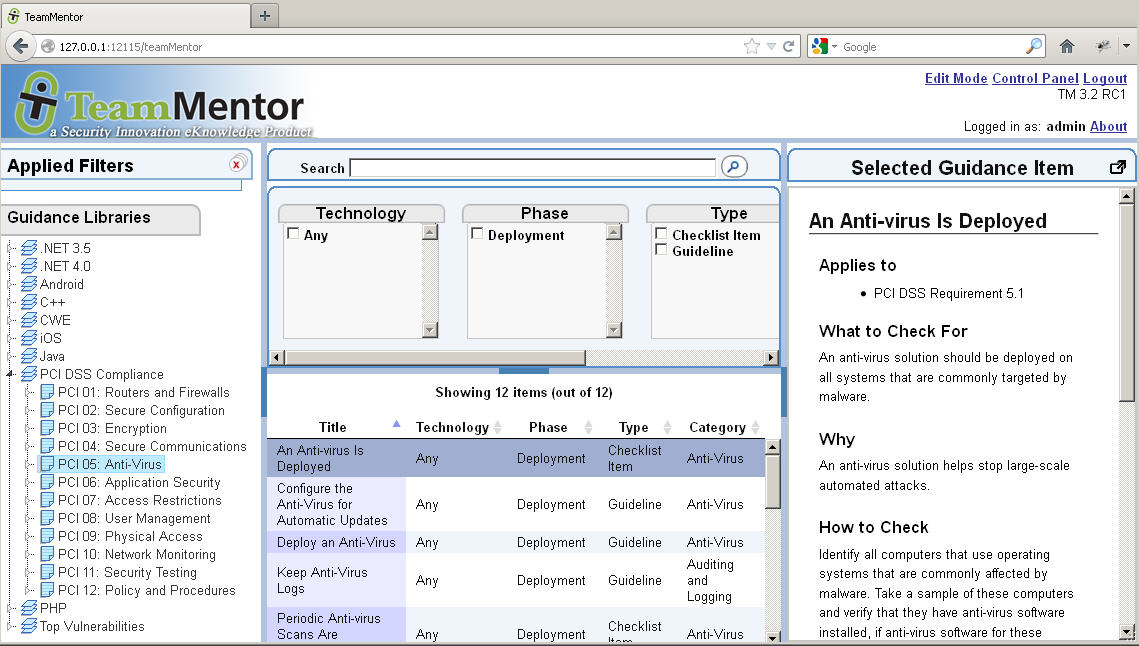 TeamMentor
127.0.0.1:12115/teamMentor
Google
TeamMentor
a Security Innovation eKnowledge Product
Edit Mode Control Panel Logout
TM 3.2 RC1
Logged in as: admin About
Applied Filters
Guidance Libraries
.NET 3.5
.NET 4.0
Android
C++
CWE
iOS
Java
PCI DSS Compliance
PCI 01: Routers and Firewalls
PCI 02: Secure Configuration
PCI 03: Encryption
PCI 04: Secure Communications
PCI 05: Anti-Virus
PCI 06: Application Security
PCI 07: Access Restrictions
PCI 08: User Management
PCI 09: Physical Access
PCI 10: Network Monitoring
PCI 11: Security Testing
PCI 12: Policy and Procedures
PHP
Top Vulnerabilities
Search
Technology
Any
Phase
Deployment
Type
Checklist Item
Guideline
Showing 12 items (out of 12)
Title Technology Phase Type Category
An Anti-virus Is
Deployed
Any Deployment
Checklist
Item
Anti-Virus
Configure the
Anti-Virus for
Automatic Updates
Any Deployment Guideline Anti-Virus
Deploy an Anti-Virus Any Deployment Guideline Anti-Virus
Keep Anti-Virus
Logs
Any Deployment Guideline
Auditing
and
Logging
Periodic Anti-virus
Scans Are
Any Deployment
Checklist
Item
Anti-Virus
Selected Guidance Item
An Anti-virus Is Deployed
Applies to
• PCI DSS Requirement 5.1
What to Check For
An anti-virus solution should be deployed on
all systems that are commonly targeted by
malware.
Why
An anti-virus solution helps stop large-scale
automated attacks.
How to Check
Identify all computers that use operating
systems that are commonly affected by
malware. Take a sample of these computers
and verify that they have anti-virus software
installed, if anti-virus software for these